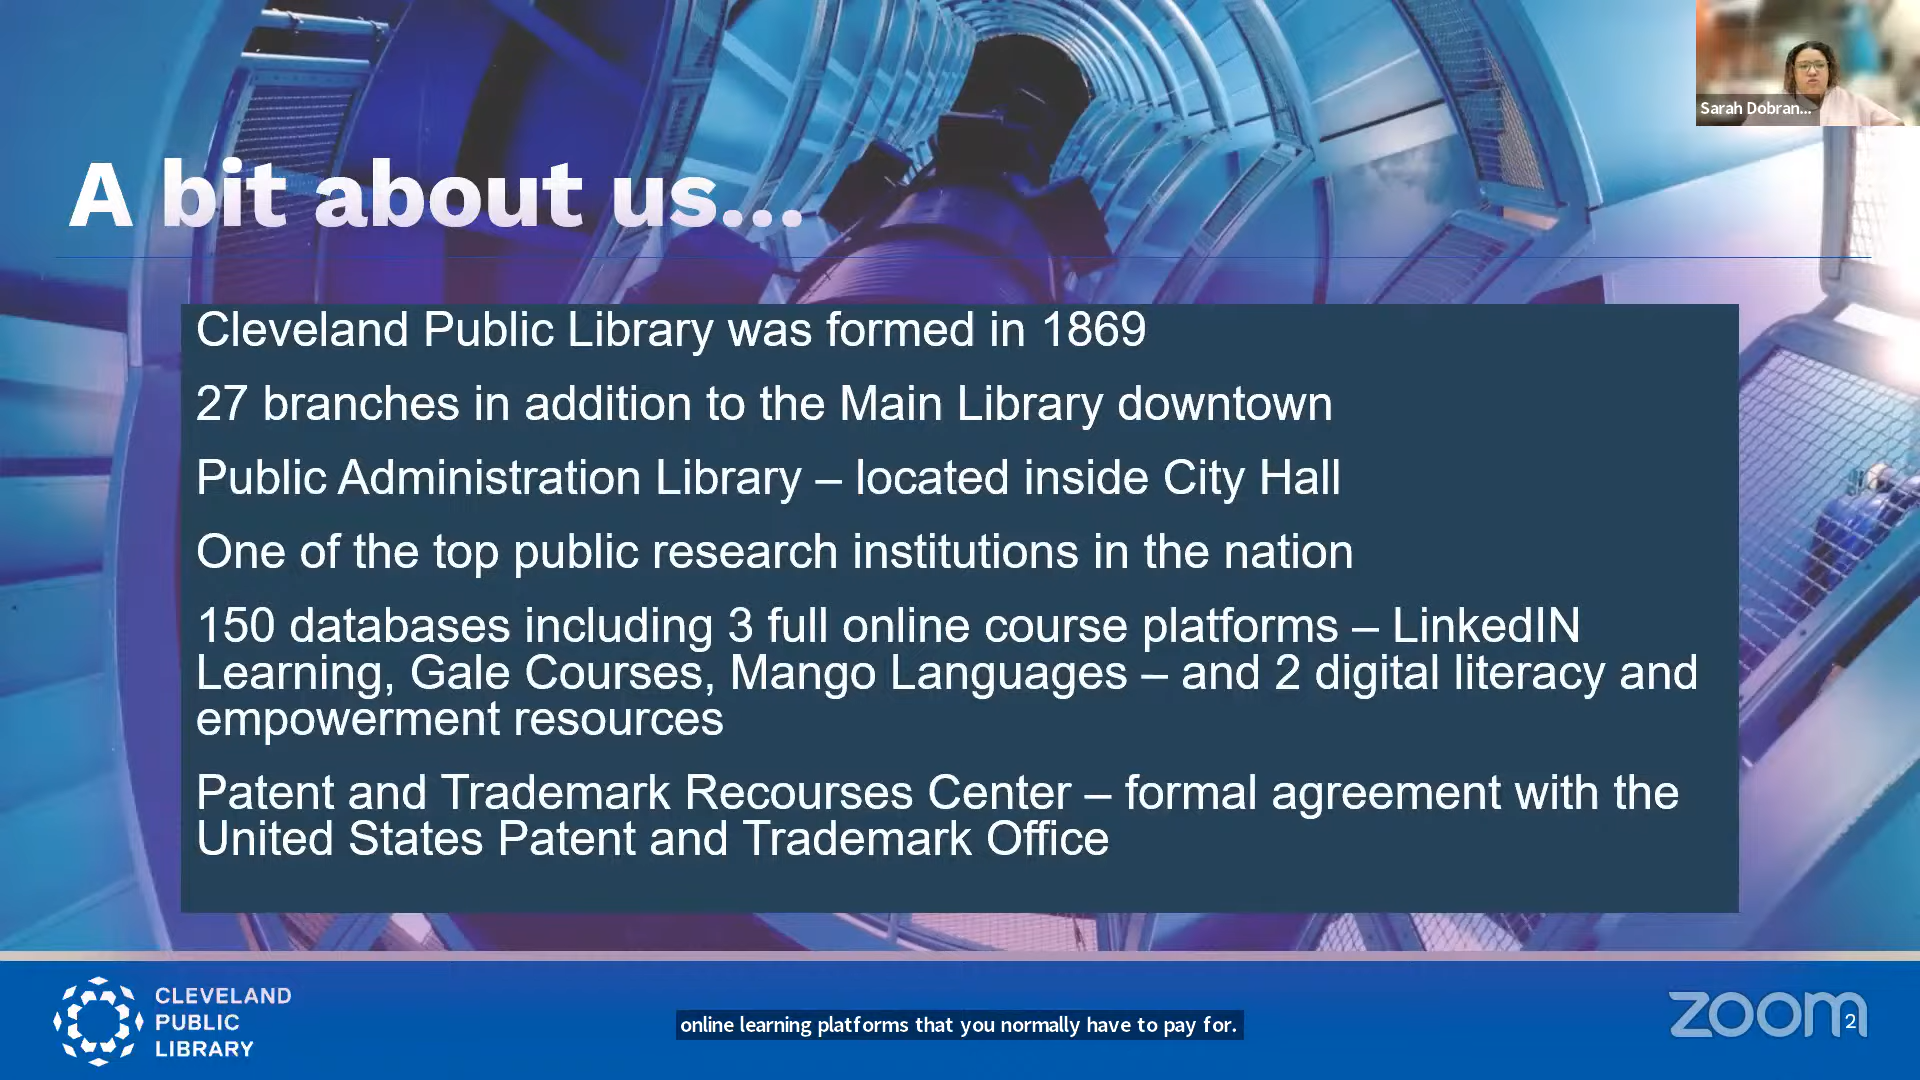 Sarah Dobran...
A bit about us...
Cleveland Public Library was formed in 1869
27 branches in addition to the Main Library downtown
Public Administration Library – located inside City Hall
One of the top public research institutions in the nation
150 databases including 3 full online course platforms – LinkedIN
Learning, Gale Courses, Mango Languages – and 2 digital literacy and
empowerment resources
Patent and Trademark Recourses Center – formal agreement with the
United States Patent and Trademark Office
CLEVELAND
PUBLIC
LIBRARY
online learning platforms that you normally have to pay for.
zoom
2